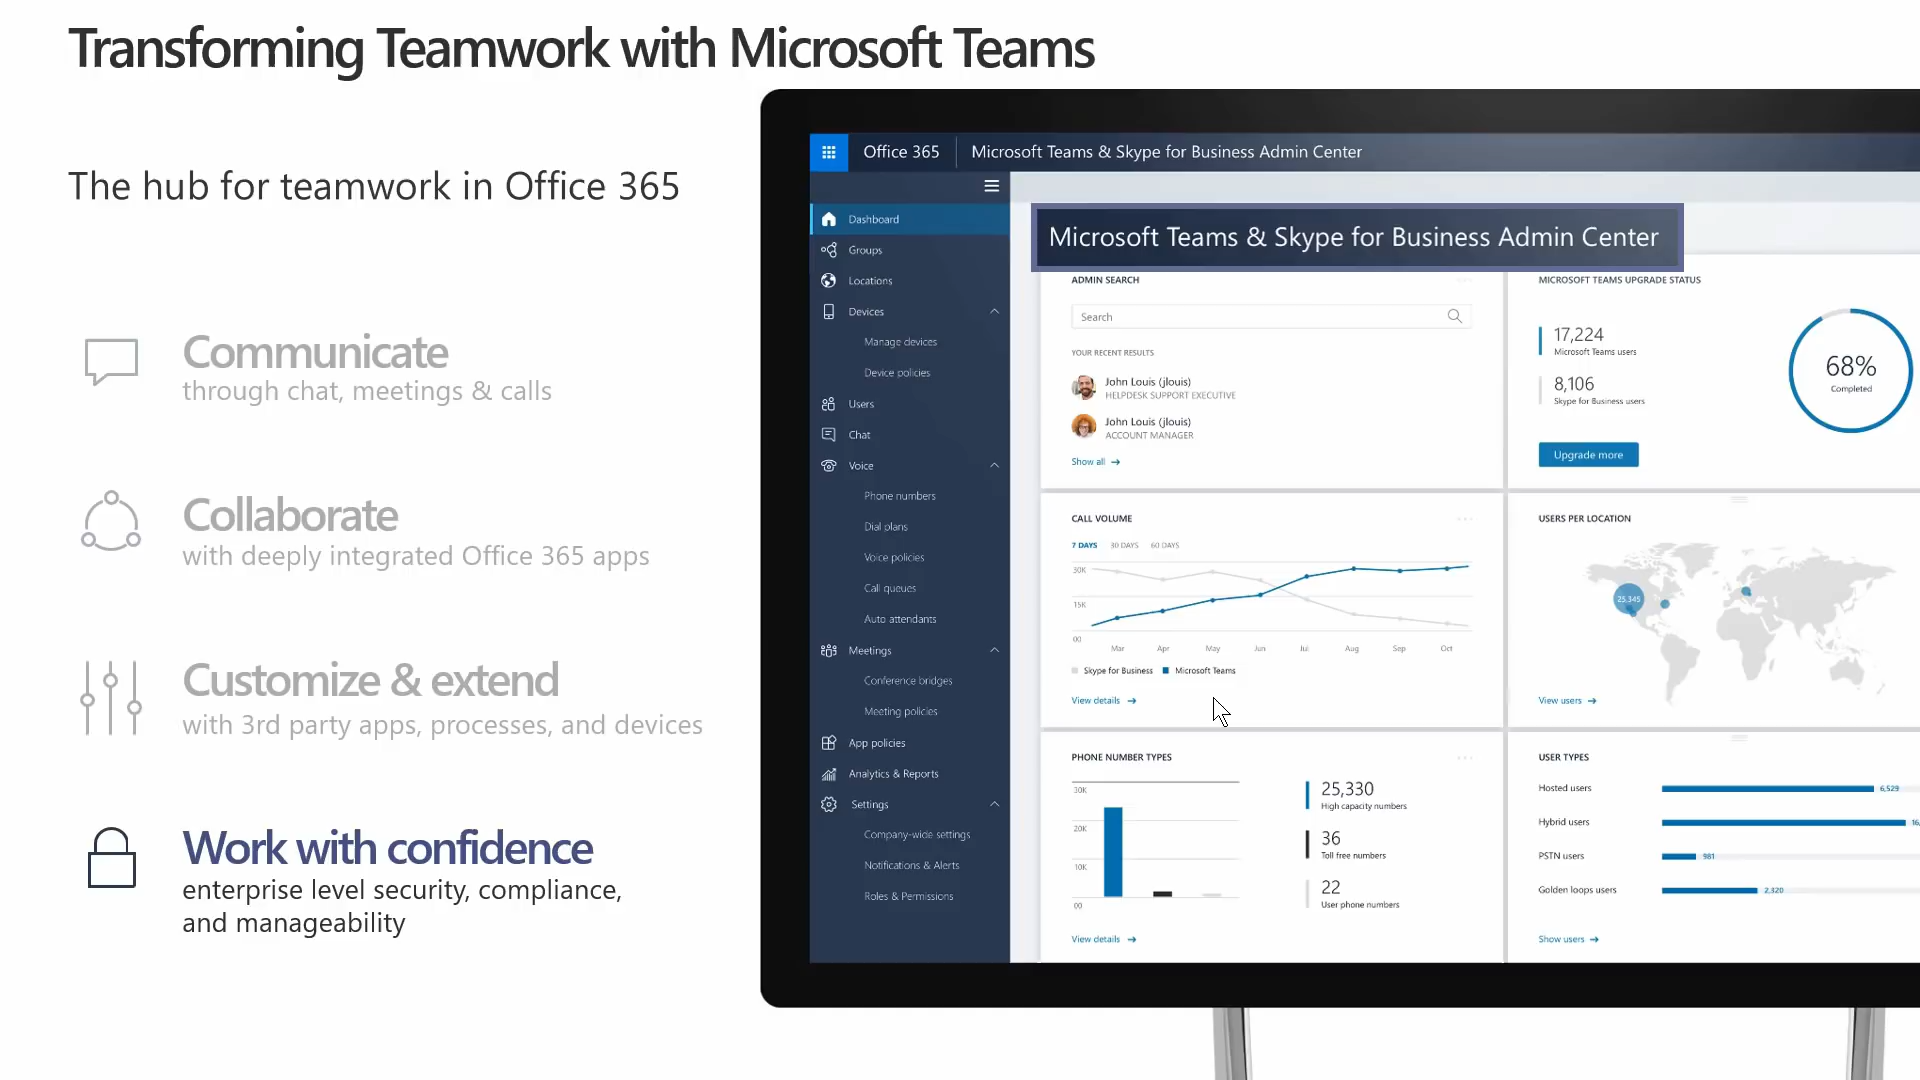 Transforming Teamwork with Microsoft Teams
The hub for teamwork in Office 365
Communicate
through chat, meetings & calls
Collaborate
with deeply integrated Office 365 apps
Customize & extend
with 3rd party apps, processes, and devices
Work with confidence
enterprise level security, compliance,
and manageability
Office 365
Microsoft Teams & Skype for Business Admin Center
Dashboard
Groups
Locations
Devices
Manage devices
Device policies
Users
Chat
Voice
Phone numbers
Dial plans
Voice policies
Call queues
Auto attendants
Meetings
Conference bridges
Meeting policies
App policies
Analytics & Reports
Settings
Company-wide settings
Notifications & Alerts
Roles & Permissions
Microsoft Teams & Skype for Business Admin Center
ADMIN SEARCH
Search
YOUR RECENT RESULTS
John Louis (jlouis)
HELPDESK SUPPORT EXECUTIVE
John Louis (jlouis)
ACCOUNT MANAGER
Show all
MICROSOFT TEAMS UPGRADE STATUS
17,224
Microsoft Teams users
8,106
Skype for Business users
68%
Completed
Upgrade more
CALL VOLUME
7 DAYS 30 DAYS 60 DAYS
30K
15K
00
Mar Apr May Jun Jul Aug Sep Oct
Skype for Business Microsoft Teams
View details
USERS PER LOCATION
25,345
View users
PHONE NUMBER TYPES
30K
20K
10K
00
25,330
High capacity numbers
36
Toll free numbers
22
User phone numbers
View details
USER TYPES
Hosted users 6,529
Hybrid users 16,
PSTN users 981
Golden loops users 2,320
Show users